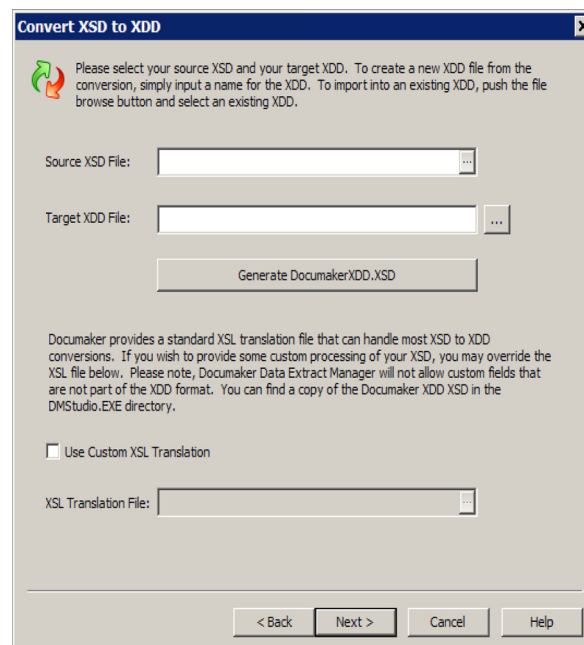 Convert XSD to XDD
Please select your source XSD and your target XDD. To create a new XDD file from the
conversion, simply input a name for the XDD. To import into an existing XDD, push the file
browse button and select an existing XDD.
Source XSD File:
...
Target XDD File:
...
Generate DocumakerXDD.XSD
Documaker provides a standard XSL translation file that can handle most XSD to XDD
conversions. If you wish to provide some custom processing of your XSD, you may override the
XSL file below. Please note, Documaker Data Extract Manager will not allow custom fields that
are not part of the XDD format. You can find a copy of the Documaker XDD XSD in the
DMStudio.EXE directory.
Use Custom XSL Translation
XSL Translation File:
...
< Back Next > Cancel Help